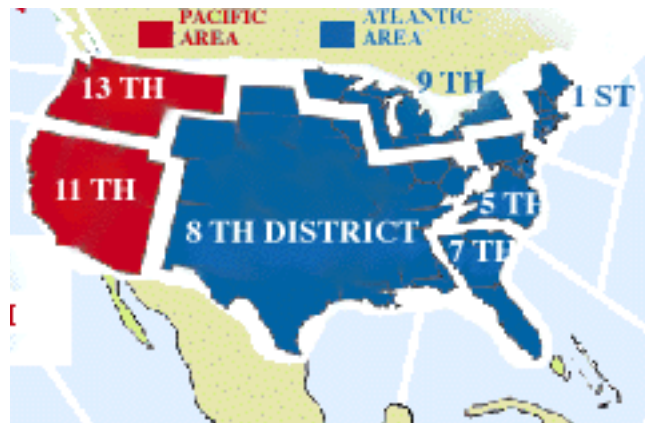 PACIFIC
AREA
ATLANTIC
AREA
13 TH
9 TH
1 ST
11 TH
5 TH
8 TH DISTRICT
7 TH